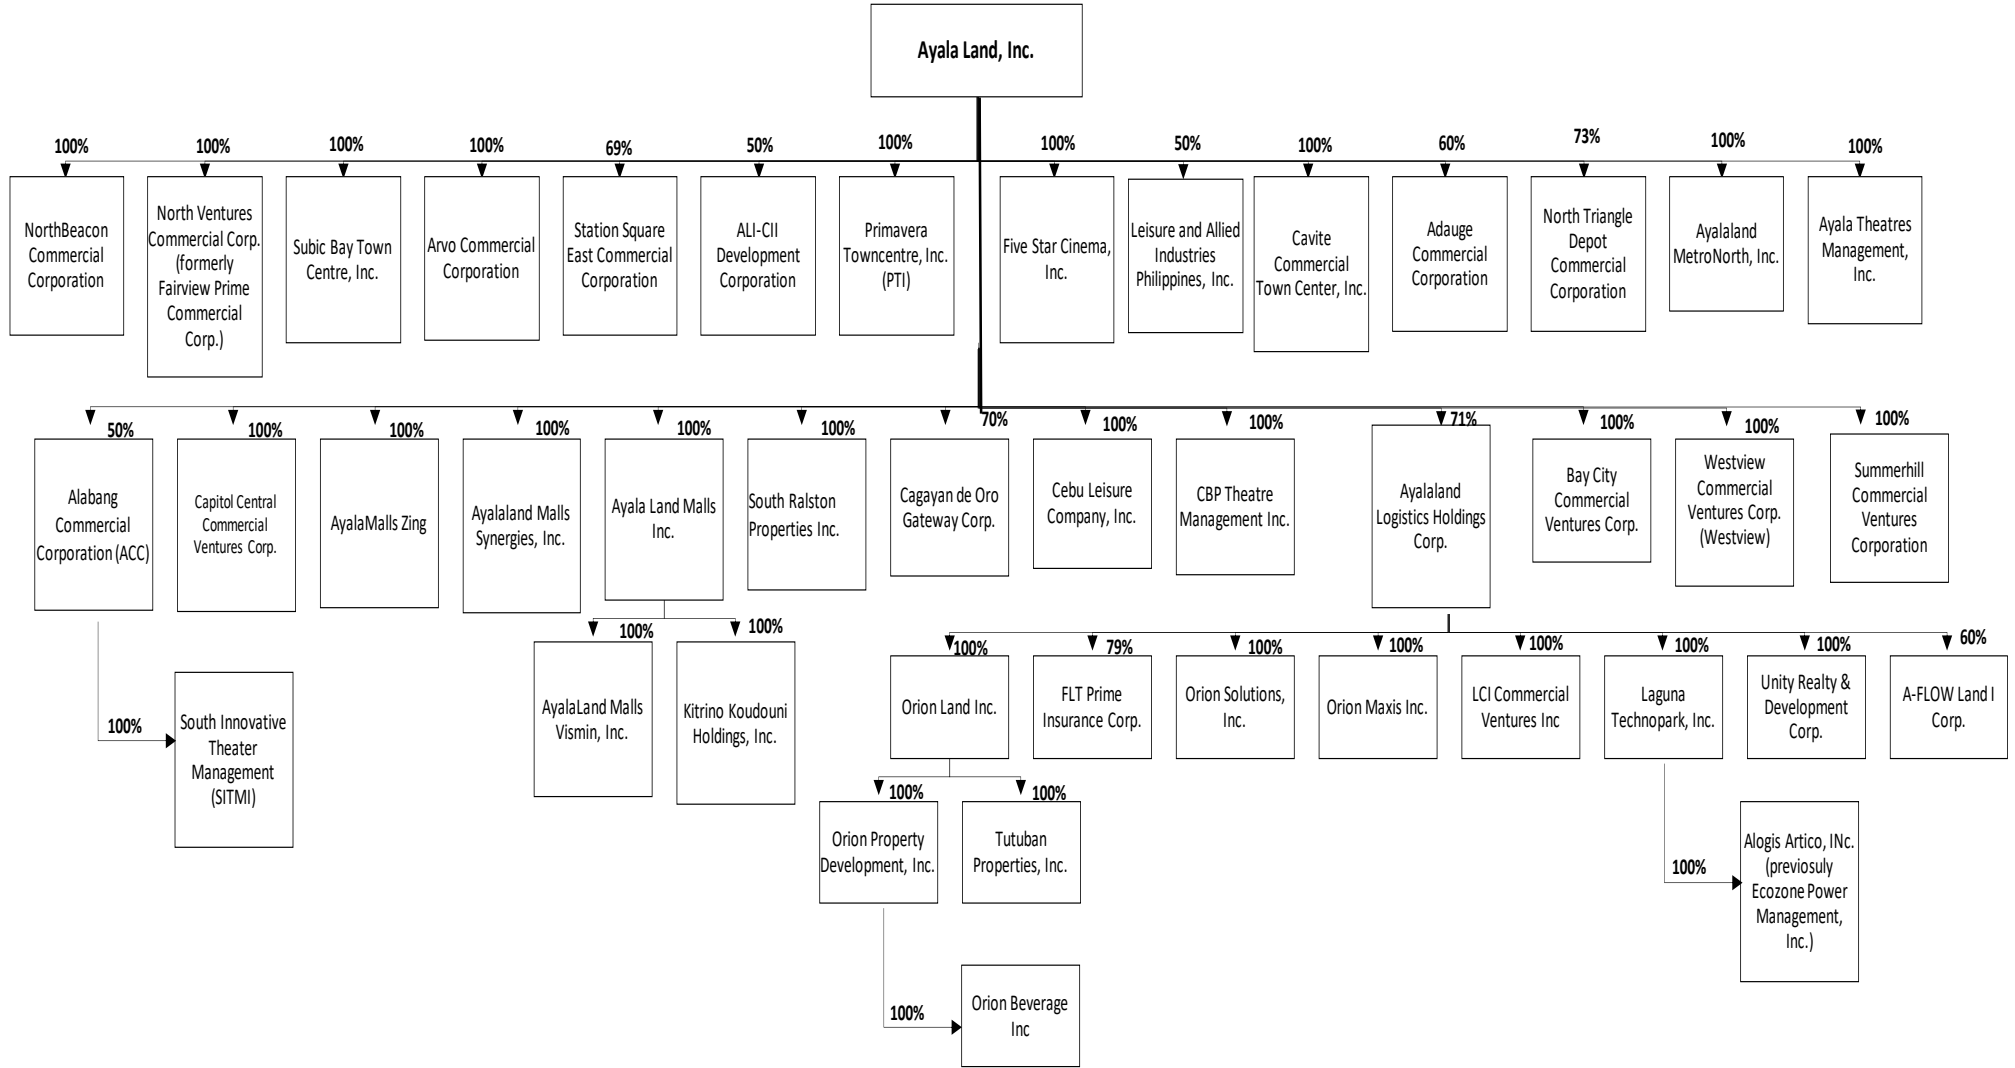 Ayala Land, Inc.
100%
100%
100%
100%
69%
50%
100%
100%
50%
100%
60%
73%
100%
100%
NorthBeacon
Commercial
Corporation
North Ventures
Commercial Corp.
(formerly
Fairview Prime
Commercial
Corp.)
Subic Bay Town
Centre, Inc.
Arvo Commercial
Corporation
Station Square
East Commercial
Corporation
ALI-CII
Development
Corporation
Primavera
Towncentre, Inc.
(PTI)
Five Star Cinema,
Inc.
Leisure and Allied
Industries
Philippines, Inc.
Cavite
Commercial
Town Center, Inc.
Adauge
Commercial
Corporation
North Triangle
Depot
Commercial
Corporation
Ayalaland
MetroNorth, Inc.
Ayala Theatres
Management,
Inc.
50%
100%
100%
100%
100%
100%
70%
100%
100%
71%
100%
100%
100%
Alabang
Commercial
Corporation (ACC)
Capitol Central
Commercial
Ventures Corp.
AyalaMalls Zing
Ayalaland Malls
Synergies, Inc.
Ayala Land Malls
Inc.
South Ralston
Properties Inc.
Cagayan de Oro
Gateway Corp.
Cebu Leisure
Company, Inc.
CBP Theatre
Management Inc.
Ayalaland
Logistics Holdings
Corp.
Bay City
Commercial
Ventures Corp.
Westview
Commercial
Ventures Corp.
(Westview)
Summerhill
Commercial
Ventures
Corporation
100%
100%
100%
79%
100%
100%
100%
100%
100%
60%
AyalaLand Malls
Vismin, Inc.
Kitrino Koudouni
Holdings, Inc.
Orion Land Inc.
FLT Prime
Insurance Corp.
Orion Solutions,
Inc.
Orion Maxis Inc.
LCI Commercial
Ventures Inc
Laguna
Technopark, Inc.
Unity Realty &
Development
Corp.
A-FLOW Land I
Corp.
100%
South Innovative
Theater
Management
(SITMI)
100%
100%
Orion Property
Development, Inc.
Tutuban
Properties, Inc.
100%
Alogis Artico, INc.
(previosuly
Ecozone Power
Management,
Inc.)
100%
Orion Beverage
Inc